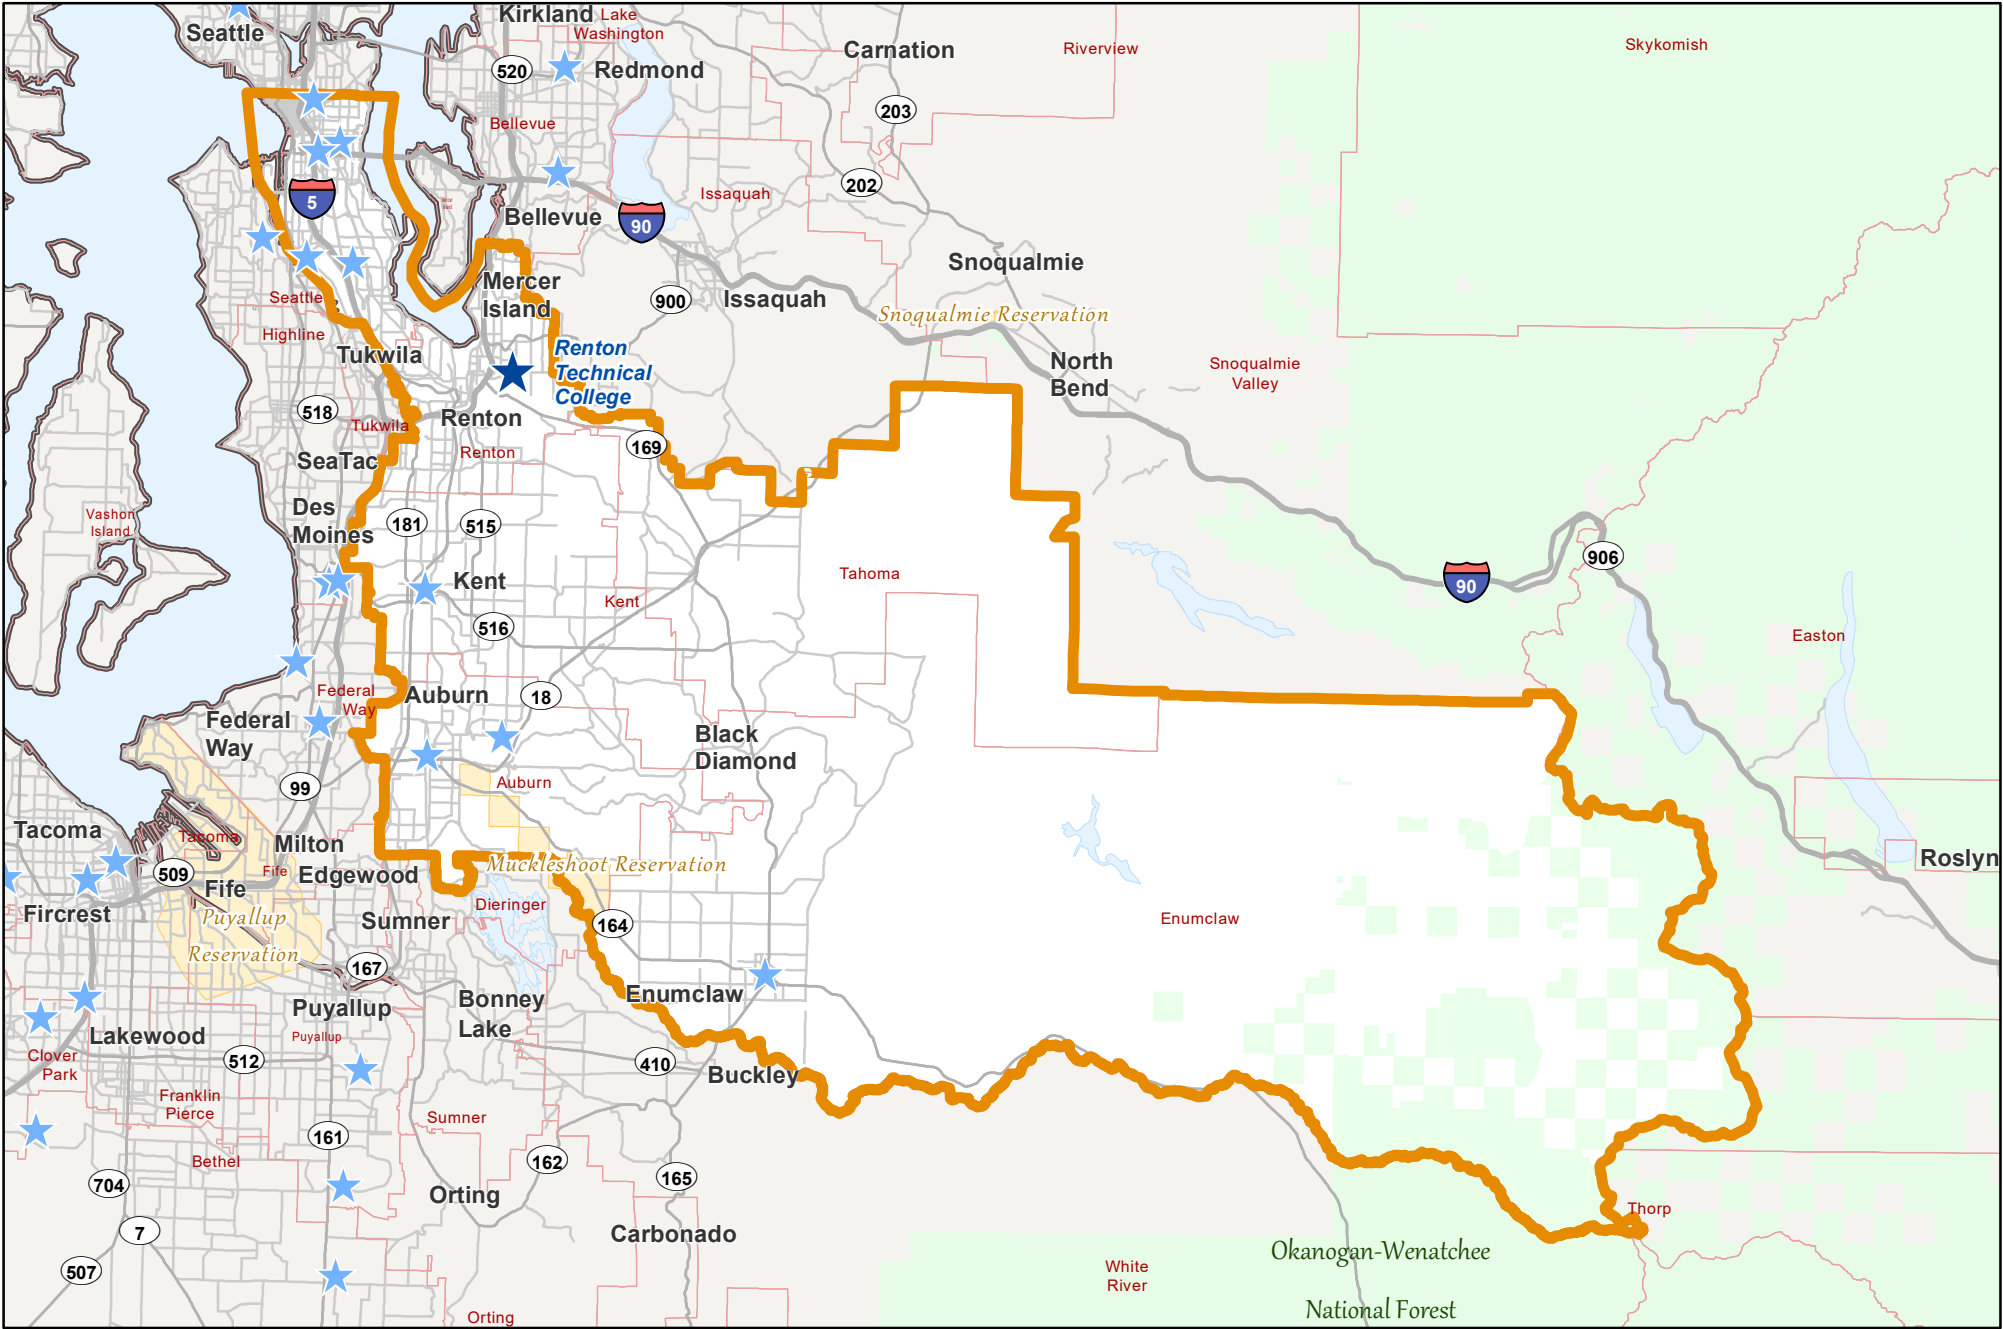 Seattle
Kirkland
Lake
Washington
520
Redmond
Carnation
Riverview
Skykomish
203
Bellevue
202
5
Issaquah
Bellevue
90
Snoqualmie
Mercer
Island
900
Issaquah
Seattle
Highline
Snoqualmie Reservation
Tukwila
Renton
Technical
College
North
Bend
Snoqualmie
Valley
518
Renton
Tukwila
169
SeaTac
Renton
Des
Moines
Vashon
Island
181
515
906
90
Kent
Tahoma
Kent
516
Easton
Federal
Way
Auburn
18
Federal
Way
Black
Diamond
99
Auburn
Tacoma
Tacoma
Milton
Roslyn
509
Fife
Edgewood
Muckleshoot Reservation
Fife
Fircrest
Puyallup
Reservation
Sumner
Dieringer
164
Enumclaw
167
Enumclaw
Puyallup
Bonney
Lake
Lakewood
Puyallup
Clover
Park
512
410
Buckley
Franklin
Pierce
Sumner
161
Bethel
162
165
704
Orting
Thorp
7
Carbonado
507
White
River
Okanogan-Wenatchee
National Forest
Orting